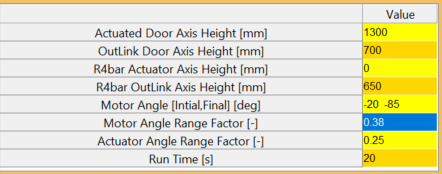 Value
Actuated Door Axis Height [mm] 1300
OutLink Door Axis Height [mm] 700
R4bar Actuator Axis Height [mm] 0
R4bar OutLink Axis Height [mm] 650
Motor Angle [Intial,Final] [deg] -20 -85
Motor Angle Range Factor [-] 0.38
Actuator Angle Range Factor [-] 0.25
Run Time [s] 20